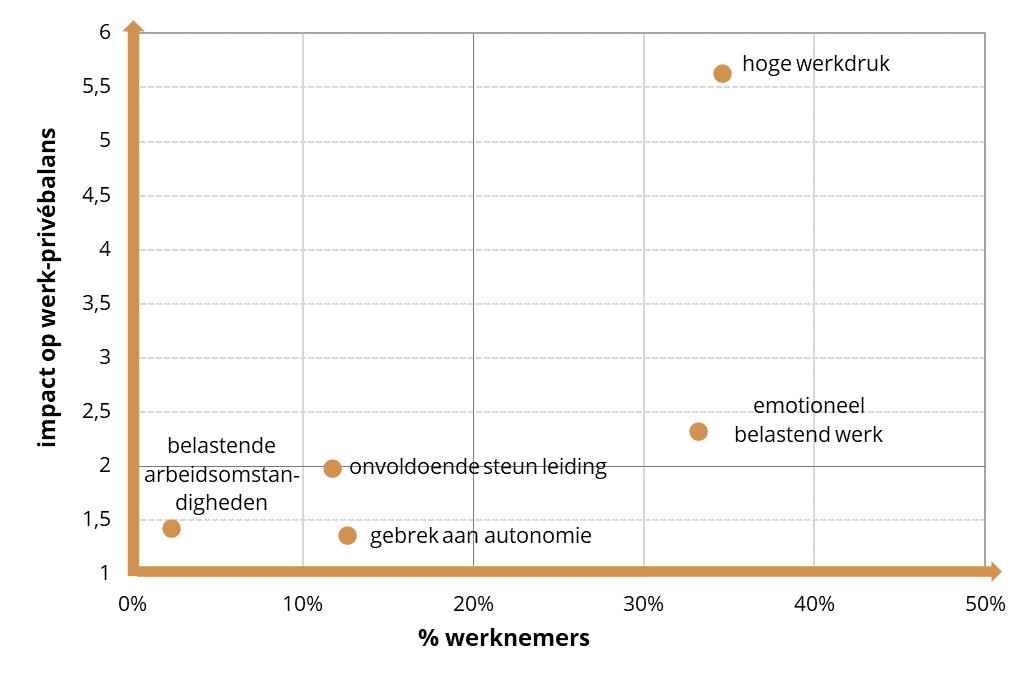 6
5,5
5
4,5
4
3,5
3
2,5
2
1,5
1
impact op werk-privébalans
hoge werkdruk
emotioneel
belastend werk
belastende
arbeidsomstan-
digheden
onvoldoende steun leiding
gebrek aan autonomie
0% 10% 20% 30% 40% 50%
% werknemers